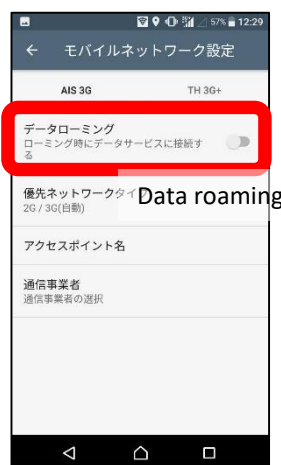 57% 12:29
モバイルネットワーク設定
AIS 3G TH 3G+
データローミング
ローミング時にデータサービスに接続す
る
優先ネットワークタイプ
Data roaming
2G / 3G(自動)
アクセスポイント名
通信事業者
通信事業者の選択